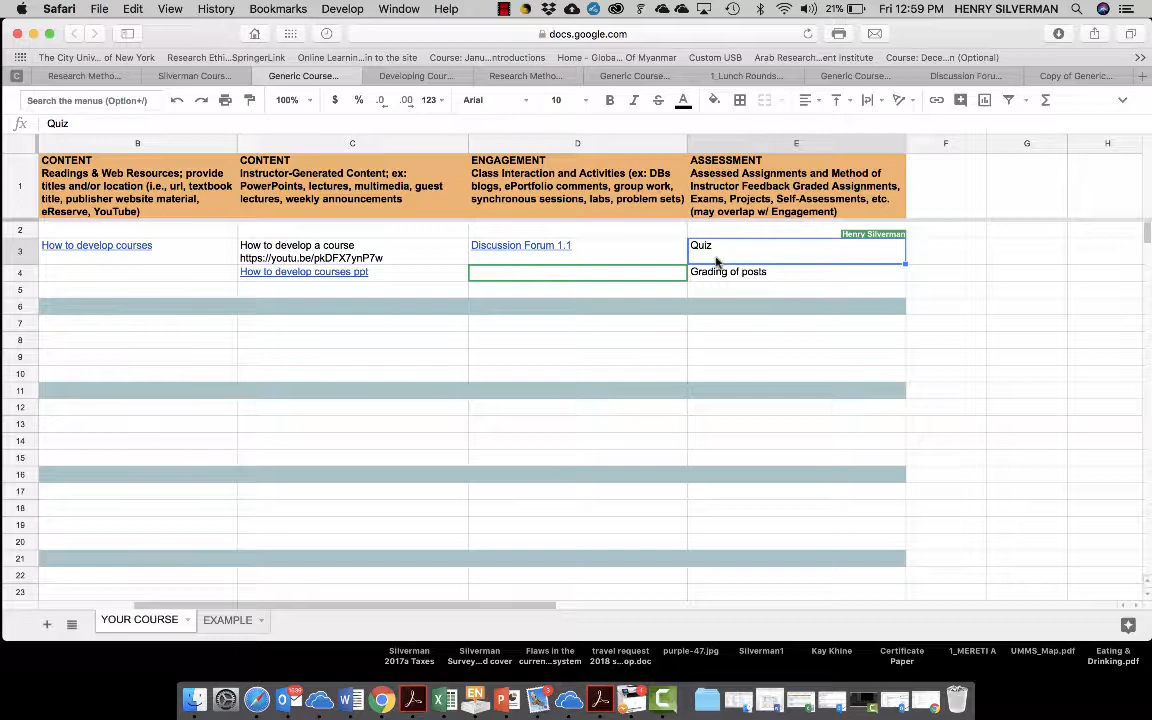 Safari File Edit View History Bookmarks Develop Window Help 21% Fri 12:59 PM HENRY SILVERMAN
docs.google.com
The City Univ... of New York Research Ethi...SpringerLink Online Learnin...in to the site Course: Janu...ntroductions Home - Globa... Of Myanmar Custom USB Arab Researc...ent Institute Course: Dece...n (Optional)
C Research Metho... Silverman Cours... Generic Course... Developing Cour... Research Metho... Generic Course... 1_Lunch Rounds... Generic Course... Discussion Foru... Copy of Generic...
Search the menus (Option+/) 100% $ % .0 .00 123 Arial 10 B I S A
fx Quiz
B C D E F G H
1
CONTENT
Readings & Web Resources; provide
titles and/or location (i.e., url, textbook
title, publisher website material,
eReserve, YouTube)
CONTENT
Instructor-Generated Content; ex:
PowerPoints, lectures, multimedia, guest
lectures, weekly announcements
ENGAGEMENT
Class Interaction and Activities (ex: DBs
blogs, ePortfolio comments, group work,
synchronous sessions, labs, problem sets)
ASSESSMENT
Assessed Assignments and Method of
Instructor Feedback Graded Assignments,
Exams, Projects, Self-Assessments, etc.
(may overlap w/ Engagement)
2
Henry Silverman
3 How to develop courses How to develop a course Discussion Forum 1.1 Quiz
https://youtu.be/pkDFX7ynP7w
4 How to develop courses ppt Grading of posts
5
6
7
8
9
10
11
12
13
14
15
16
17
18
19
20
21
22
23
YOUR COURSE EXAMPLE
Silverman
2017a Taxes
Silverman
Survey...d cover
Flaws in the
curren...system
travel request
2018 s...op.doc
purple-47.jpg
Silverman1
Kay Khine
Certificate
Paper
1_MERETI A
UMMS_Map.pdf
Eating &
Drinking.pdf